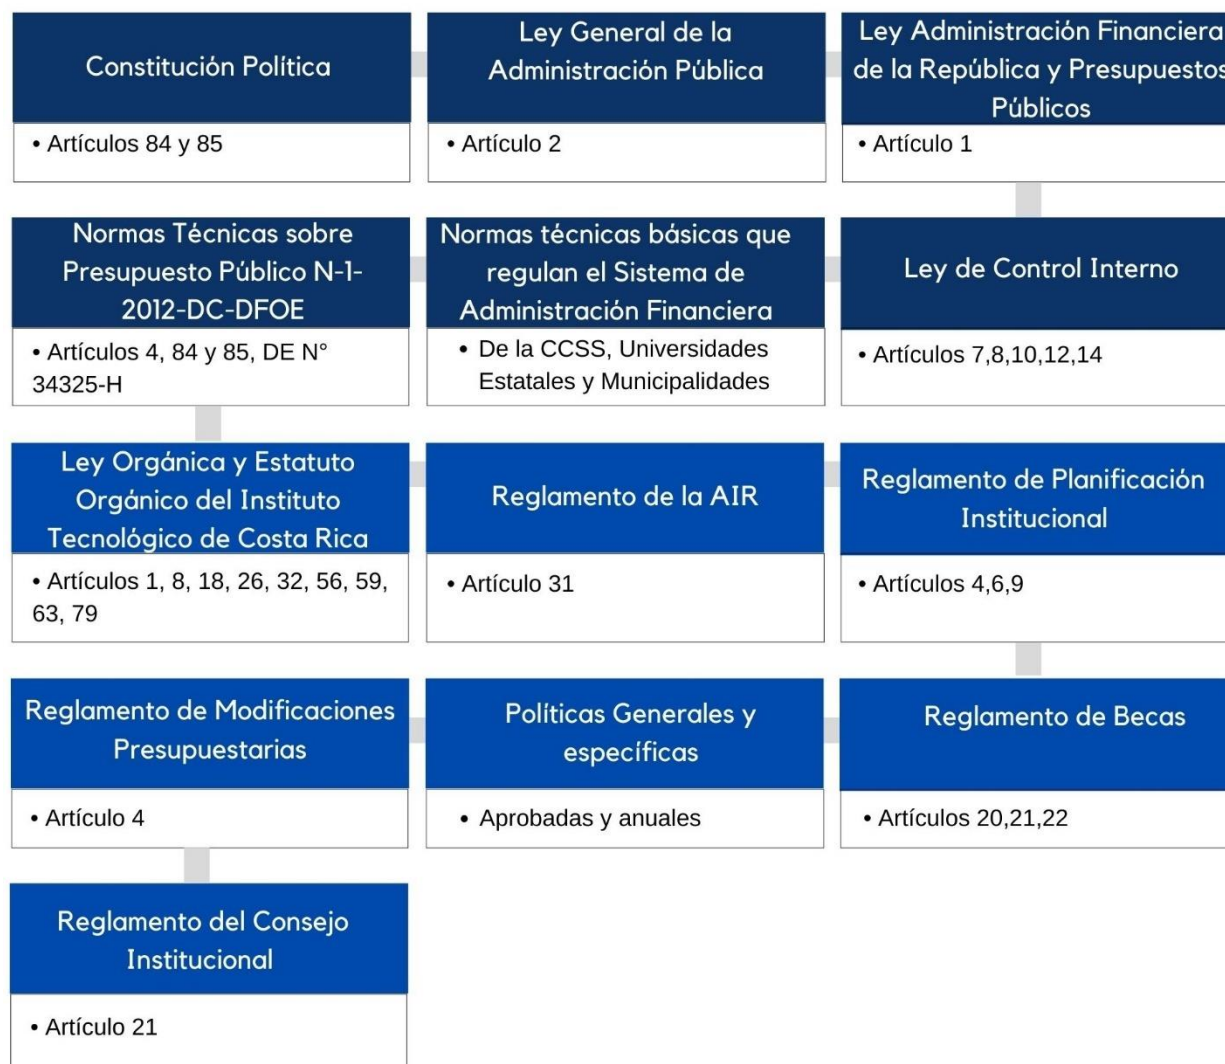 Constitución Política
• Artículos 84 y 85
Ley General de la
Administración Pública
• Artículo 2
Ley Administración Financiera
de la República y Presupuestos
Públicos
• Artículo 1
Normas Técnicas sobre
Presupuesto Público N-1-
2012-DC-DFOE
• Artículos 4, 84 y 85, DE N°
34325-H
Normas técnicas básicas que
regulan el Sistema de
Administración Financiera
• De la CCSS, Universidades
Estatales y Municipalidades
Ley de Control Interno
• Artículos 7,8,10,12,14
Ley Orgánica y Estatuto
Orgánico del Instituto
Tecnológico de Costa Rica
• Artículos 1, 8, 18, 26, 32, 56, 59,
63, 79
Reglamento de la AIR
• Artículo 31
Reglamento de Planificación
Institucional
• Artículos 4,6,9
Reglamento de Modificaciones
Presupuestarias
• Artículo 4
Políticas Generales y
específicas
• Aprobadas y anuales
Reglamento de Becas
• Artículos 20,21,22
Reglamento del Consejo
Institucional
• Artículo 21